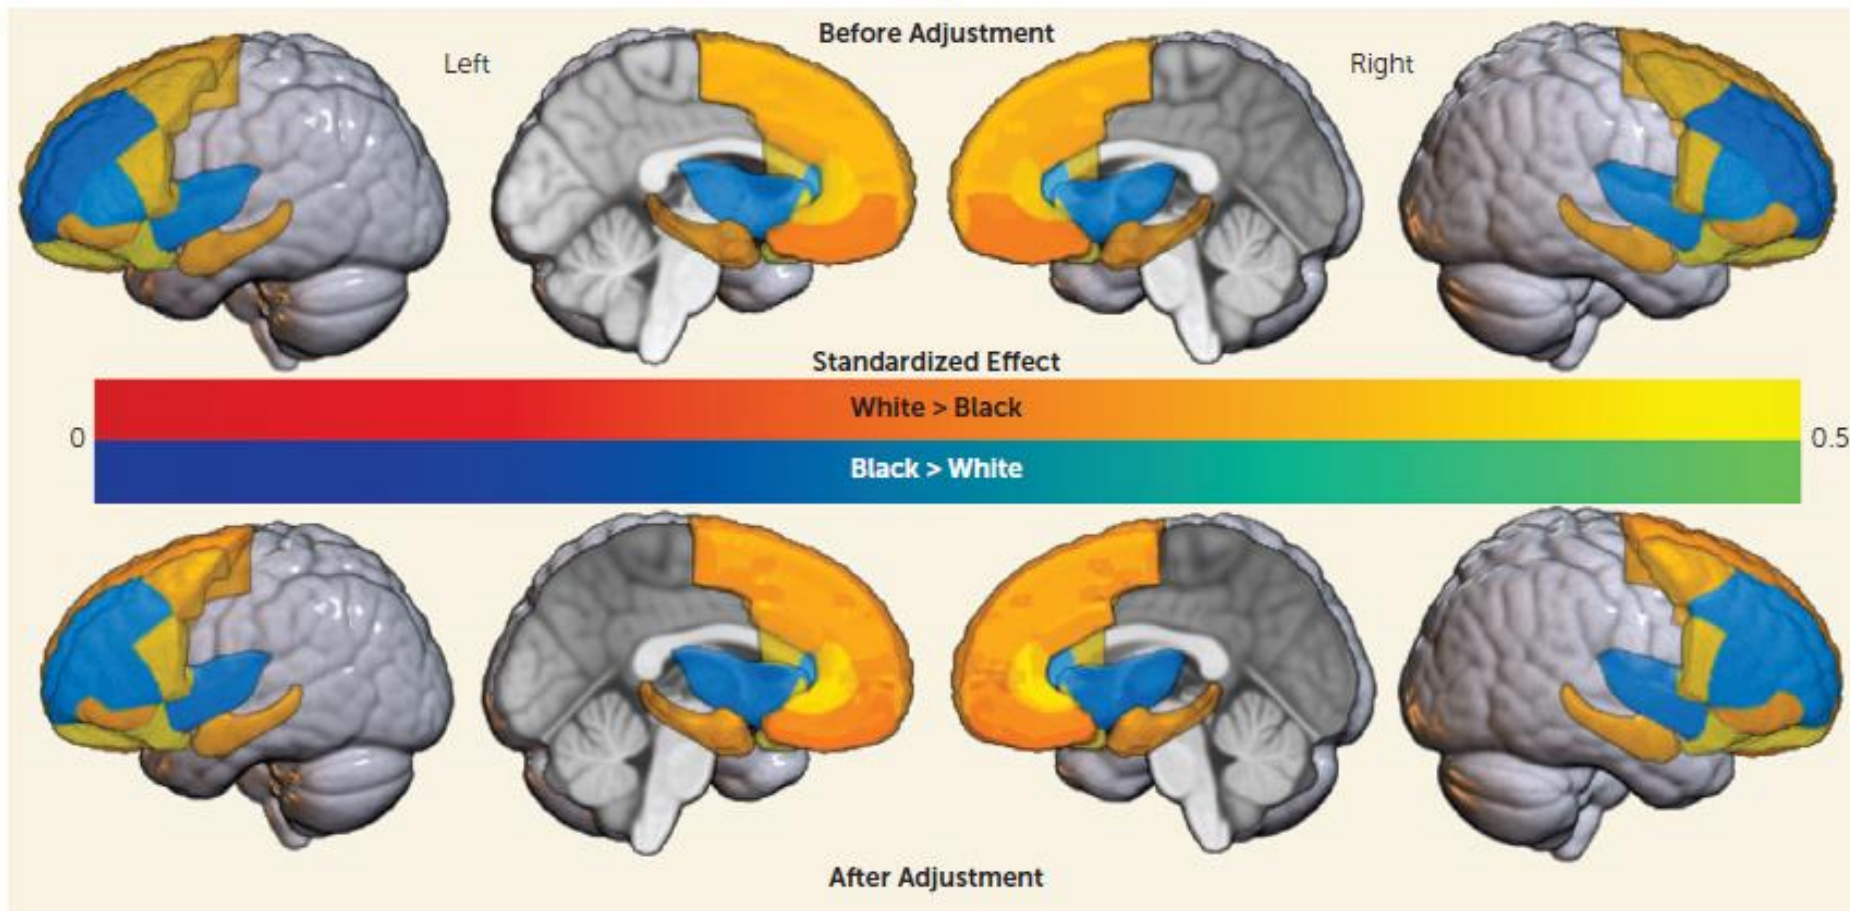 Before Adjustment
Left
Right
Standardized Effect
White > Black
0
0.5
Black > White
After Adjustment